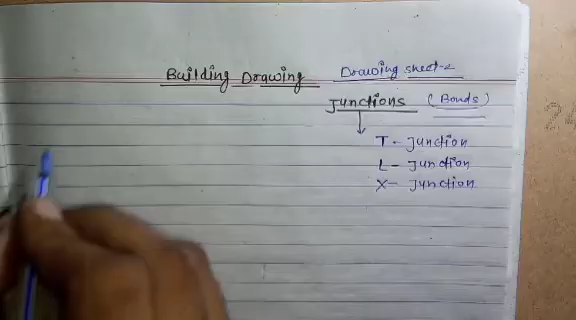 Building Drawing Drawing sheet-2
Junctions (Bonds)
T - Junction
L - Junction
X - Junction